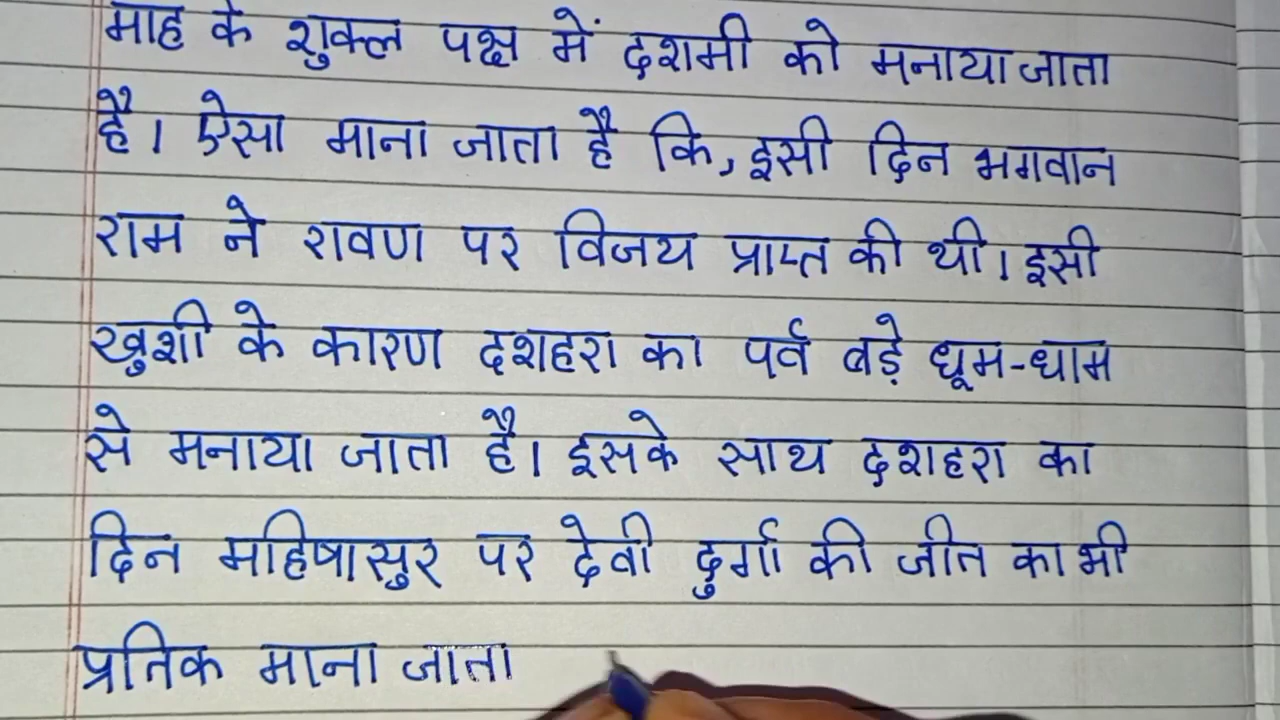 माह के शुक्ल पक्ष में दशमी को मनाया जाता
है। ऐसा माना जाता है कि, इसी दिन भगवान
राम ने रावण पर विजय प्राप्त की थी। इसी
खुशी के कारण दशहरा का पर्व बड़े धूम-धाम
से मनाया जाता है। इसके साथ दशहरा का
दिन महिषासुर पर देवी दुर्गा की जीत का भी
प्रतिक माना जाता